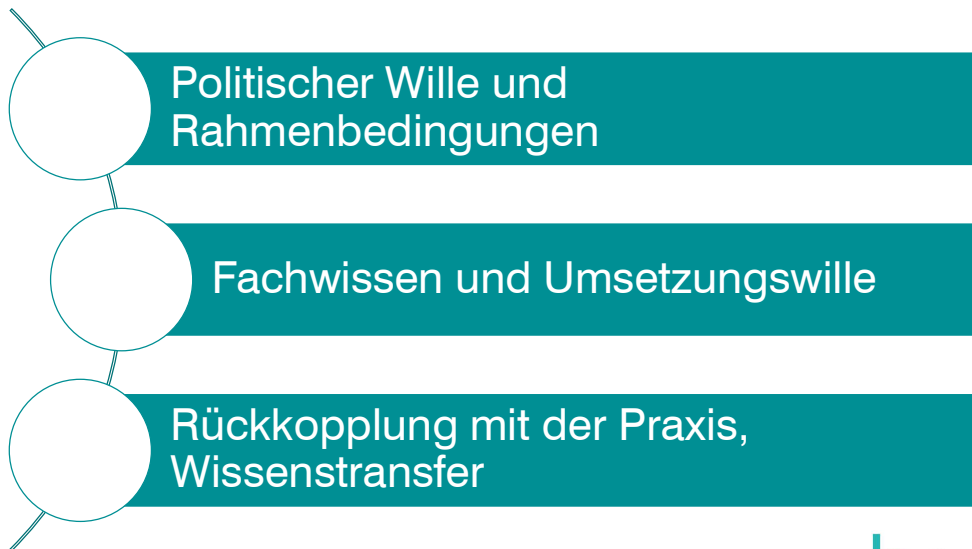 Politischer Wille und
Rahmenbedingungen
Fachwissen und Umsetzungswille
Rückkopplung mit der Praxis,
Wissenstransfer